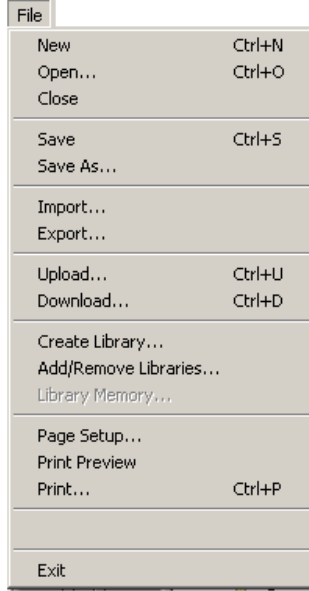 File
New Ctrl+N
Open... Ctrl+O
Close
Save Ctrl+S
Save As...
Import...
Export...
Upload... Ctrl+U
Download... Ctrl+D
Create Library...
Add/Remove Libraries...
Library Memory...
Page Setup...
Print Preview
Print... Ctrl+P
Exit